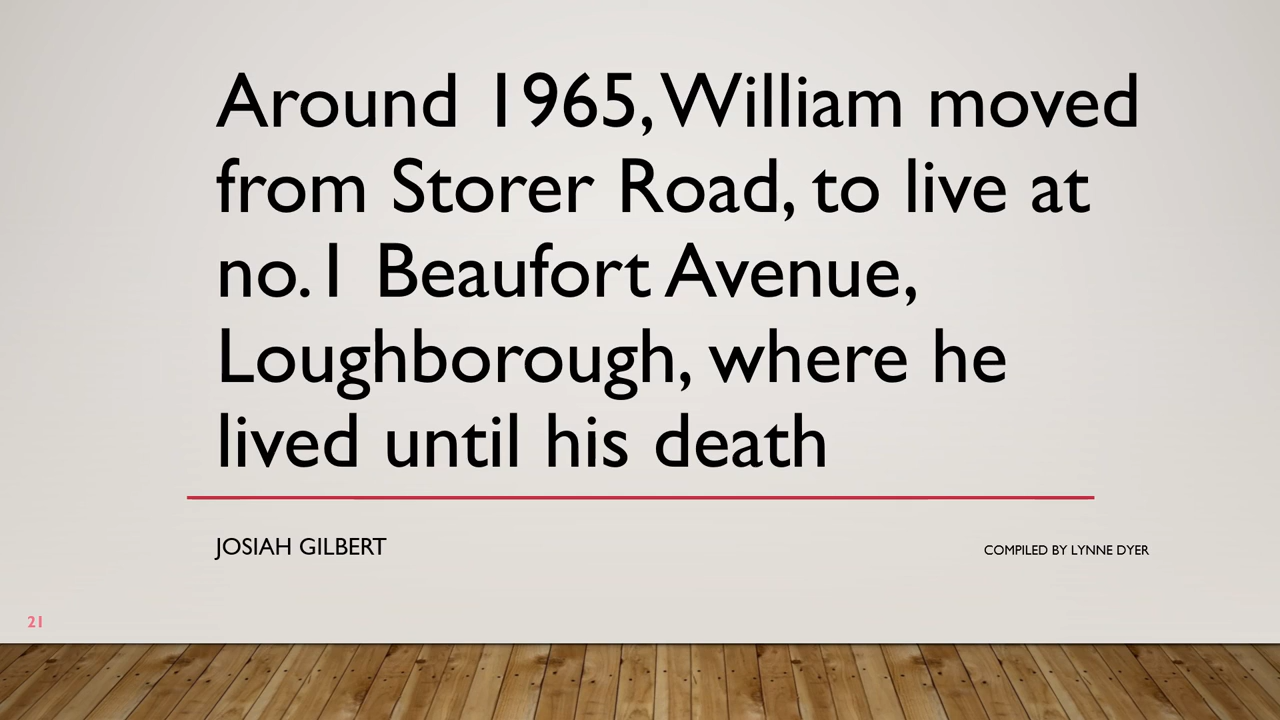 Around 1965, William moved
from Storer Road, to live at
no.1 Beaufort Avenue,
Loughborough, where he
lived until his death
JOSIAH GILBERT
COMPILED BY LYNNE DYER
21